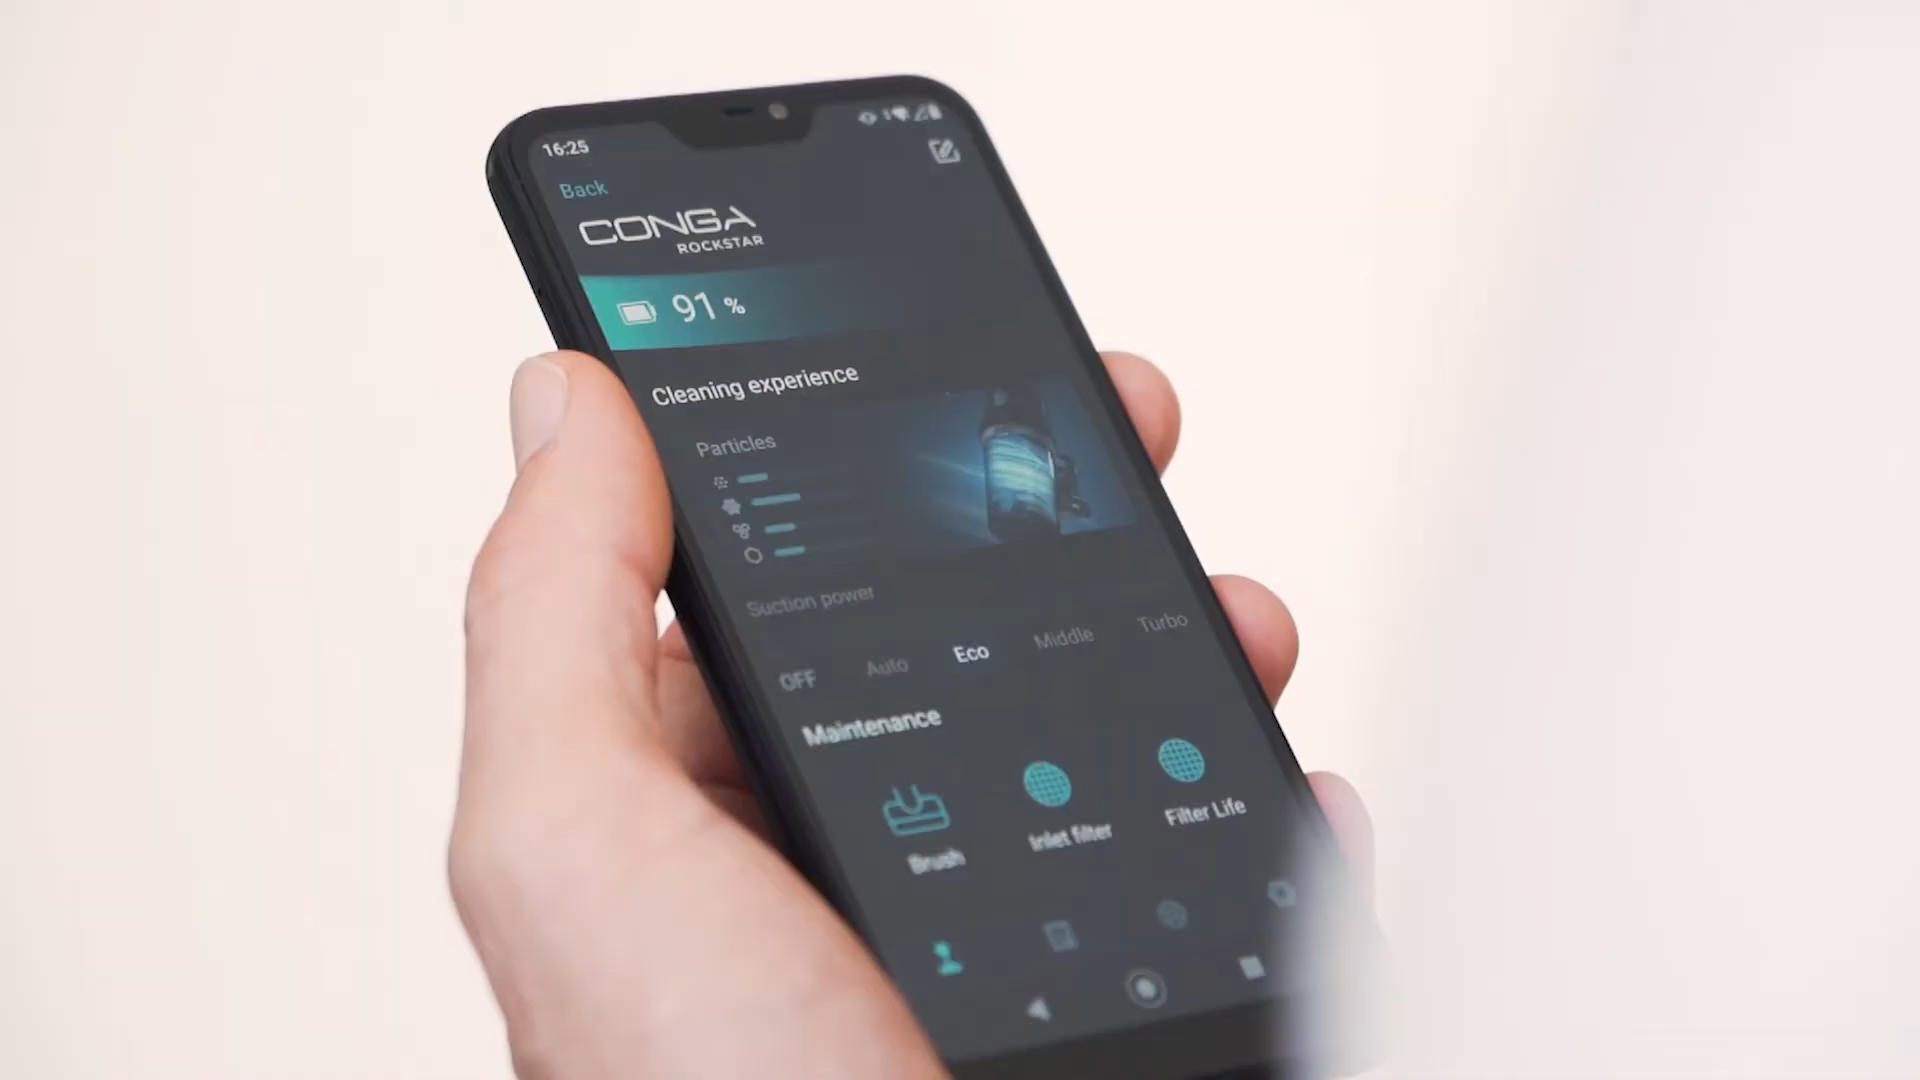 16:25
Back
CONGA
ROCKSTAR
91 %
Cleaning experience
Particles
Suction power
OFF Auto Eco Middle Turbo
Maintenance
Brush Inlet filter Filter Life